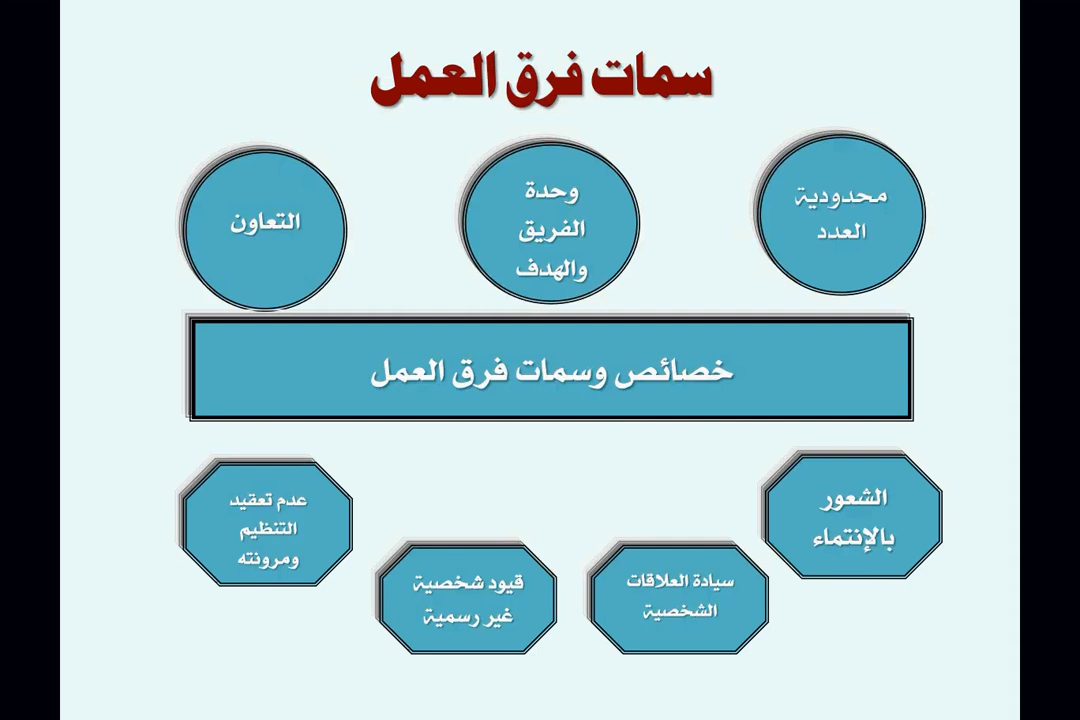 سمات فرق العمل
محدودية
العدد
وحدة
الفريق
والهدف
التعاون
خصائص وسمات فرق العمل
الشعور
بالإنتماء
سيادة العلاقات
الشخصية
قيود شخصية
غير رسمية
عدم تعقيد
التنظيم
ومرونته